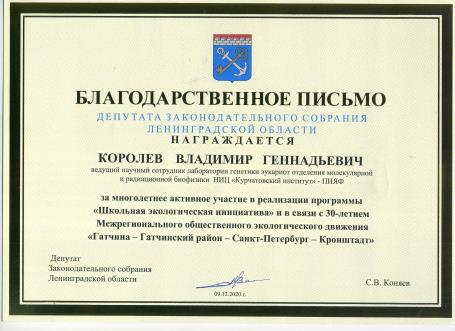 БЛАГОДАРСТВЕННОЕ ПИСЬМО
ДЕПУТАТА ЗАКОНОДАТЕЛЬНОГО СОБРАНИЯ
ЛЕНИНГРАДСКОЙ ОБЛАСТИ
НАГРАЖДАЕТСЯ
КОРОЛЕВ ВЛАДИМИР ГЕННАДЬЕВИЧ
ведущий научный сотрудник лаборатории генетики эукариот отделения молекулярной
и радиационной биофизики НИЦ «Курчатовский институт» - ПИЯФ
за многолетнее активное участие в реализации программы
«Школьная экологическая инициатива» и в связи с 30-летием
Межрегионального общественного экологического движения
«Гатчина – Гатчинский район – Санкт-Петербург – Кронштадт»
Депутат
Законодательного собрания
Ленинградской области
С.В. Коняев
09.12.2020 г.